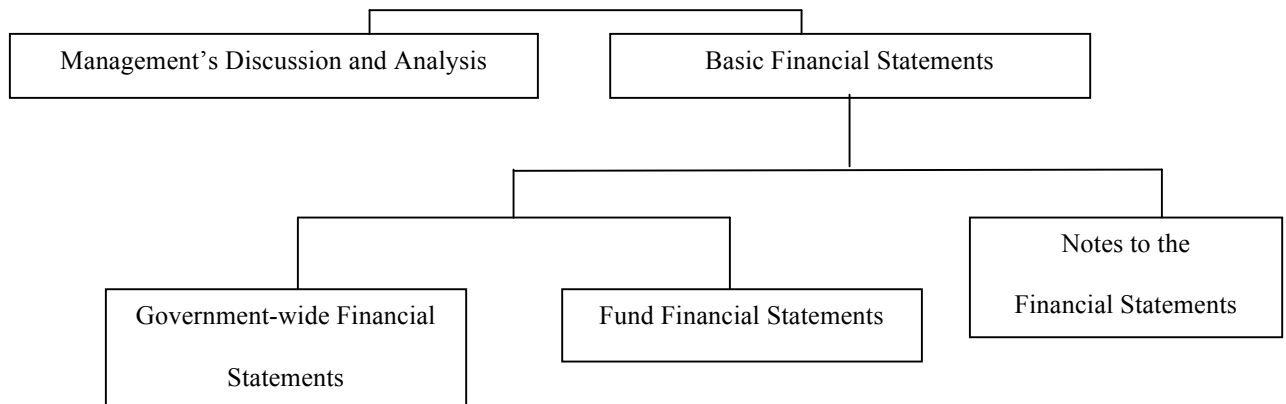 Management’s Discussion and Analysis
Basic Financial Statements
Government-wide Financial
Statements
Fund Financial Statements
Notes to the
Financial Statements